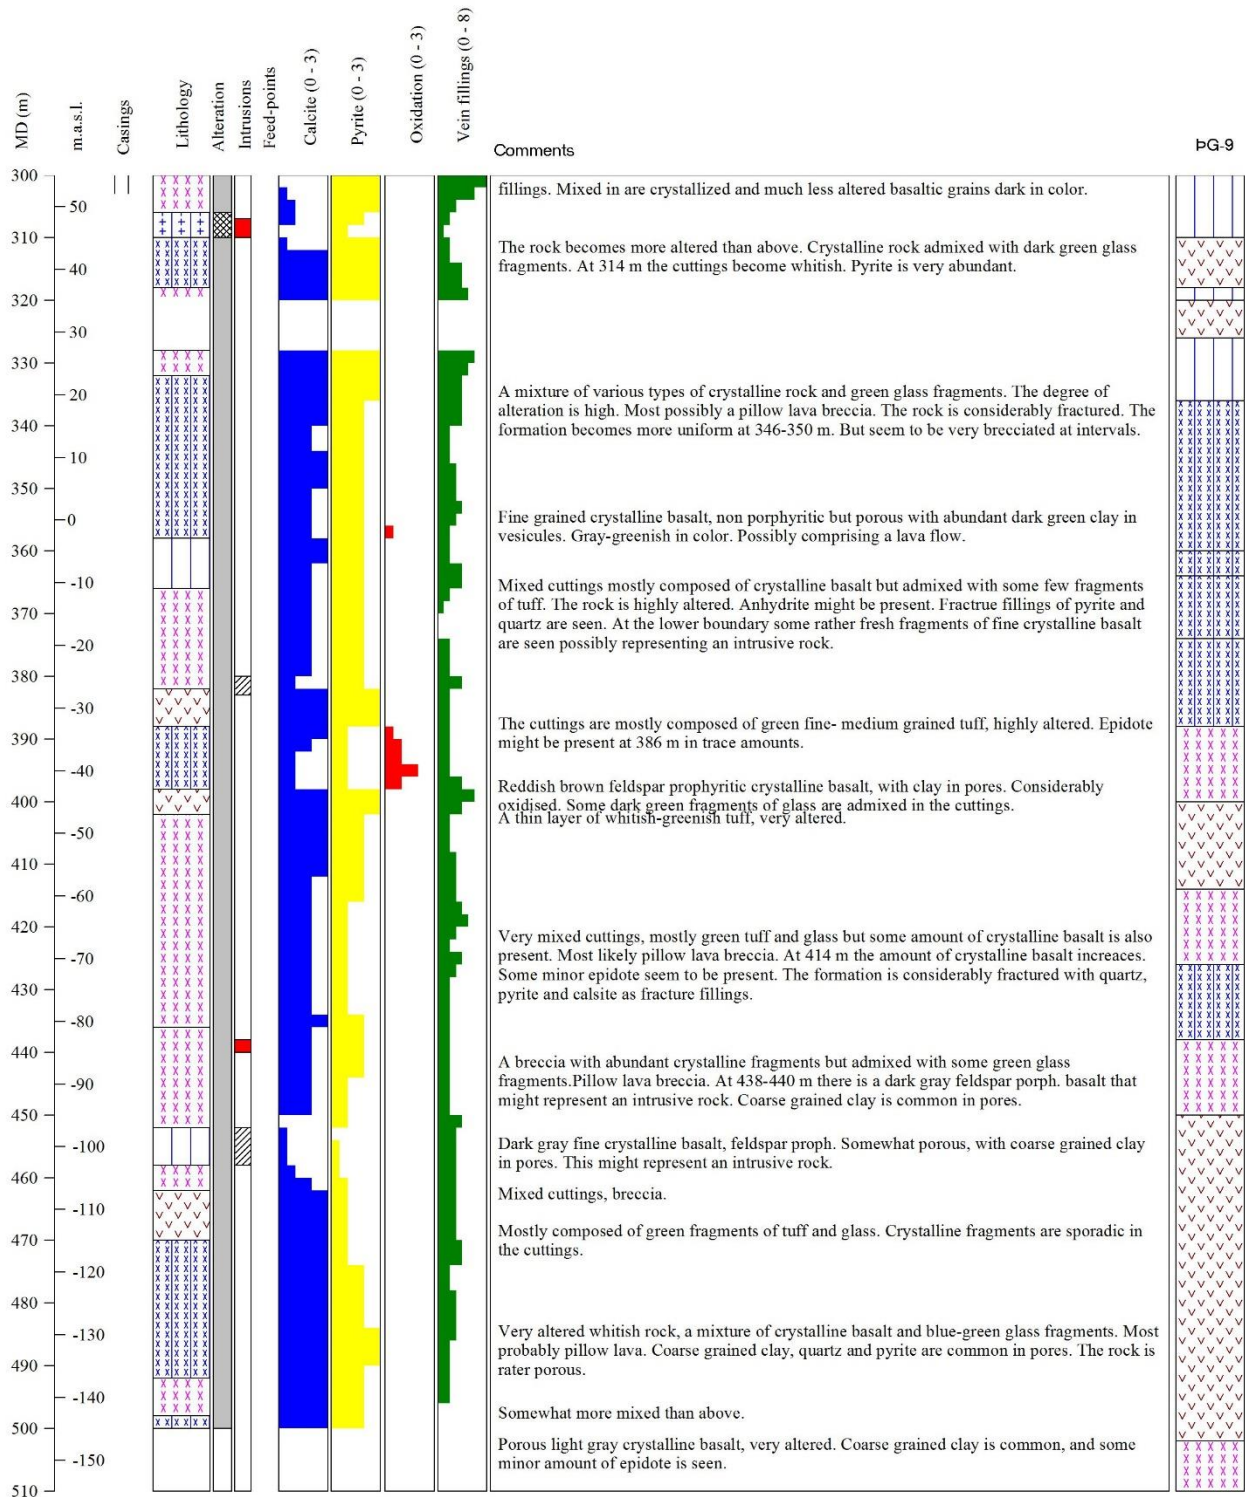 MD (m)
m.a.s.l.
Casings
Lithology
Alteration
Intrusions
Feed-points
Calcite (0 - 3)
Pyrite (0 - 3)
Oxidation (0 - 3)
Vein fillings (0 - 8)
Comments
ÞG-9
300
310
320
330
340
350
360
370
380
390
400
410
420
430
440
450
460
470
480
490
500
510
50
40
30
20
10
0
-10
-20
-30
-40
-50
-60
-70
-80
-90
-100
-110
-120
-130
-140
-150
fillings. Mixed in are crystallized and much less altered basaltic grains dark in color.
The rock becomes more altered than above. Crystalline rock admixed with dark green glass
fragments. At 314 m the cuttings become whitish. Pyrite is very abundant.
A mixture of various types of crystalline rock and green glass fragments. The degree of
alteration is high. Most possibly a pillow lava breccia. The rock is considerably fractured. The
formation becomes more uniform at 346-350 m. But seem to be very brecciated at intervals.
Fine grained crystalline basalt, non porphyritic but porous with abundant dark green clay in
vesicules. Gray-greenish in color. Possibly comprising a lava flow.
Mixed cuttings mostly composed of crystalline basalt but admixed with some few fragments
of tuff. The rock is highly altered. Anhydrite might be present. Fractrue fillings of pyrite and
quartz are seen. At the lower boundary some rather fresh fragments of fine crystalline basalt
are seen possibly representing an intrusive rock.
The cuttings are mostly composed of green fine- medium grained tuff, highly altered. Epidote
might be present at 386 m in trace amounts.
Reddish brown feldspar prophyritic crystalline basalt, with clay in pores. Considerably
oxidised. Some dark green fragments of glass are admixed in the cuttings.
A thin layer of whitish-greenish tuff, very altered.
Very mixed cuttings, mostly green tuff and glass but some amount of crystalline basalt is also
present. Most likely pillow lava breccia. At 414 m the amount of crystalline basalt increaces.
Some minor epidote seem to be present. The formation is considerably fractured with quartz,
pyrite and calsite as fracture fillings.
A breccia with abundant crystalline fragments but admixed with some green glass
fragments.Pillow lava breccia. At 438-440 m there is a dark gray feldspar porph. basalt that
might represent an intrusive rock. Coarse grained clay is common in pores.
Dark gray fine crystalline basalt, feldspar proph. Somewhat porous, with coarse grained clay
in pores. This might represent an intrusive rock.
Mixed cuttings, breccia.
Mostly composed of green fragments of tuff and glass. Crystalline fragments are sporadic in
the cuttings.
Very altered whitish rock, a mixture of crystalline basalt and blue-green glass fragments. Most
probably pillow lava. Coarse grained clay, quartz and pyrite are common in pores. The rock is
rater porous.
Somewhat more mixed than above.
Porous light gray crystalline basalt, very altered. Coarse grained clay is common, and some
minor amount of epidote is seen.